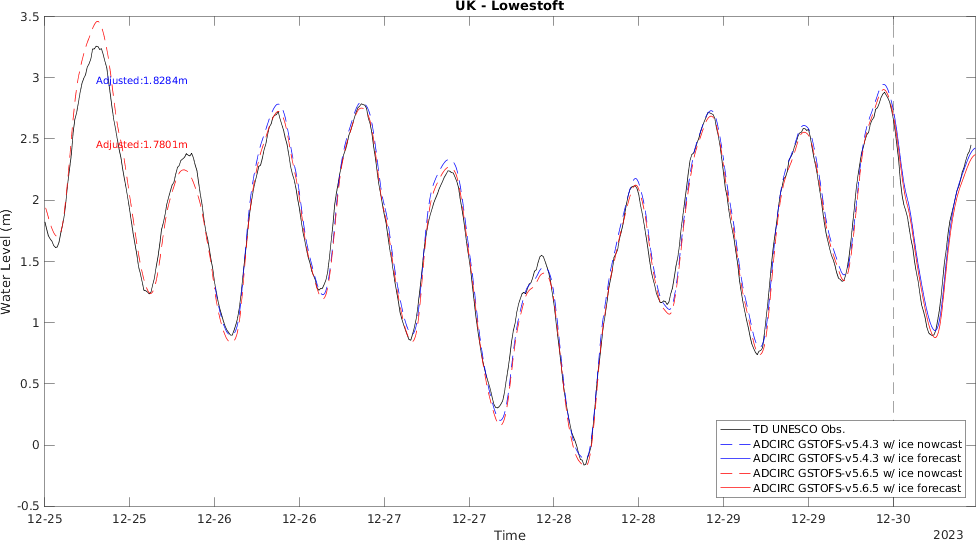 UK - Lowestoft
3.5
3
2.5
2
1.5
1
0.5
0
-0.5
Water Level (m)
Adjusted:1.8284m
Adjusted:1.7801m
TD UNESCO Obs.
ADCIRC GSTOFS-v5.4.3 w/ ice nowcast
ADCIRC GSTOFS-v5.4.3 w/ ice forecast
ADCIRC GSTOFS-v5.6.5 w/ ice nowcast
ADCIRC GSTOFS-v5.6.5 w/ ice forecast
12-25 12-25 12-26 12-26 12-27 12-27 12-28 12-28 12-29 12-29 12-30
Time
2023